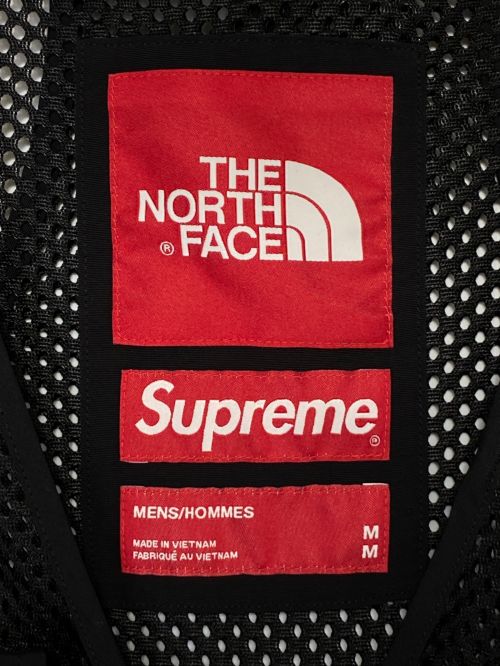 THE
NORTH
® FACE
Supreme
®
MENS/HOMMES
M
MADE IN VIETNAM
M
FABRIQUÉ AU VIETNAM